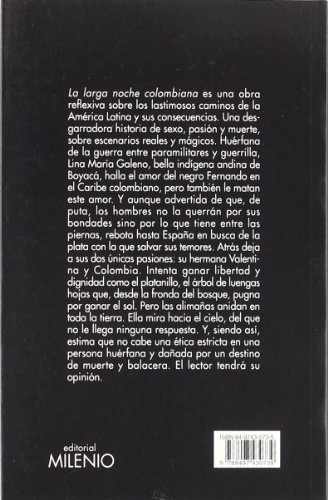 La larga noche colombiana es una obra
reflexiva sobre los lastimosos caminos de la
América Latina y sus consecuencias. Una des-
garradora historia de sexo, pasión y muerte,
sobre escenarios reales y mágicos. Huérfana
de la guerra entre paramilitares y guerrilla,
Lina María Galeno, bella indígena andina de
Boyacá, halla el amor del negro Fernando en
el Caribe colombiano, pero también le matan
este amor. Y aunque advertida de que, de
puta, los hombres no la querrán por sus
bondades sino por lo que tiene entre las
piernas, rebota hasta España en busca de
la plata con la que salvar sus temores. Atrás deja
a sus dos únicas pasiones: su hermana Valenti-
na y Colombia. Intenta ganar libertad y
dignidad como el platanillo, el árbol de luengas
hojas que, desde la fronda del bosque, pugna
por ganar el sol. Pero las alimañas anidan en
toda la tierra. Ella mira hacia el cielo, del que
no le llega ninguna respuesta. Y, siendo así,
estima que no cabe una ética estricta en una
persona huérfana y dañada por un destino
de muerte y balacera. El lector tendrá su
opinión.
editorial
MILENIO
ISBN 84-9743-073-5
9 788497 430739